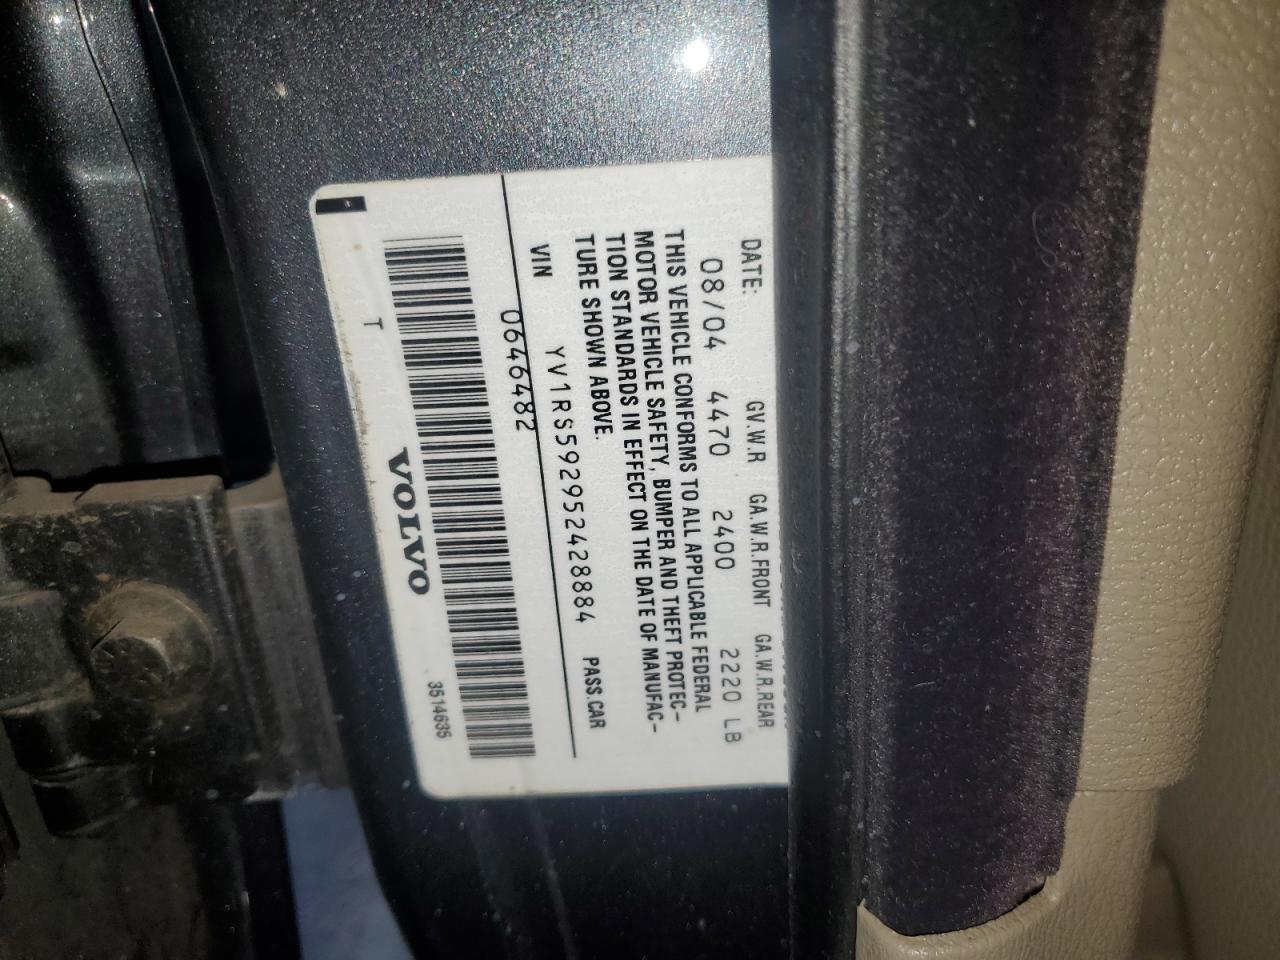 DATE: GV.W.R GA.W.R.FRONT GA.W.R.REAR
08/04 4470 2400 2220 LB
THIS VEHICLE CONFORMS TO ALL APPLICABLE FEDERAL
MOTOR VEHICLE SAFETY, BUMPER AND THEFT PROTEC-
TION STANDARDS IN EFFECT ON THE DATE OF MANUFAC-
TURE SHOWN ABOVE.
VIN YV1RS592952428884 PASS.CAR
0646482
VOLVO 3514635
T